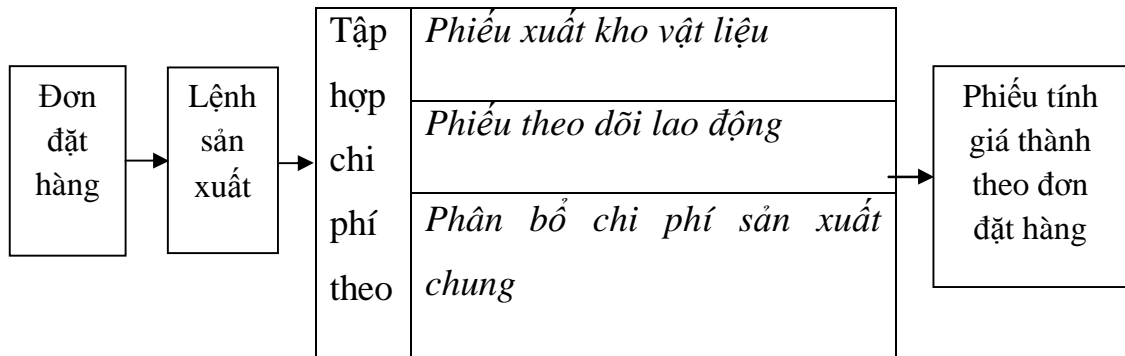 Đơn
đặt
hàng
Lệnh
sản
xuất
Tập
hợp
chi
phí
theo
Phiếu xuất kho vật liệu
Phiếu theo dõi lao động
Phân bổ chi phí sản xuất
chung
Phiếu tính
giá thành
theo đơn
đặt hàng